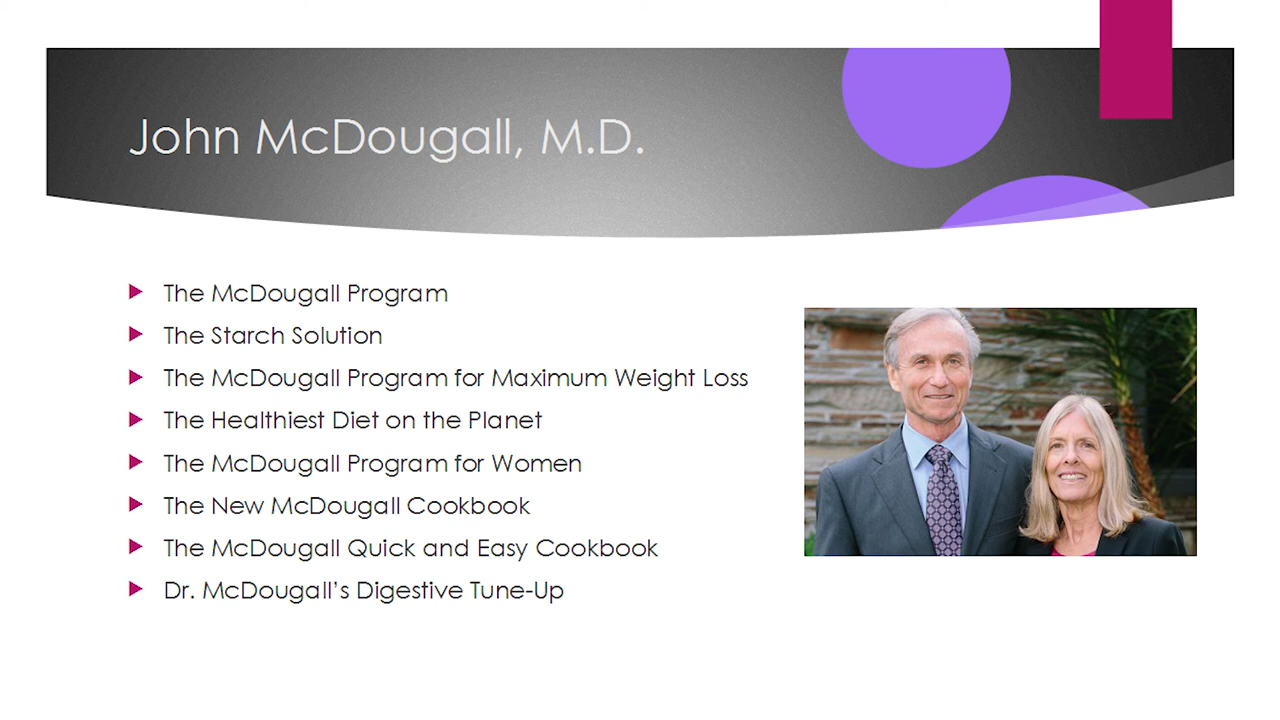 John McDougall, M.D.
The McDougall Program
The Starch Solution
The McDougall Program for Maximum Weight Loss
The Healthiest Diet on the Planet
The McDougall Program for Women
The New McDougall Cookbook
The McDougall Quick and Easy Cookbook
Dr. McDougall’s Digestive Tune-Up